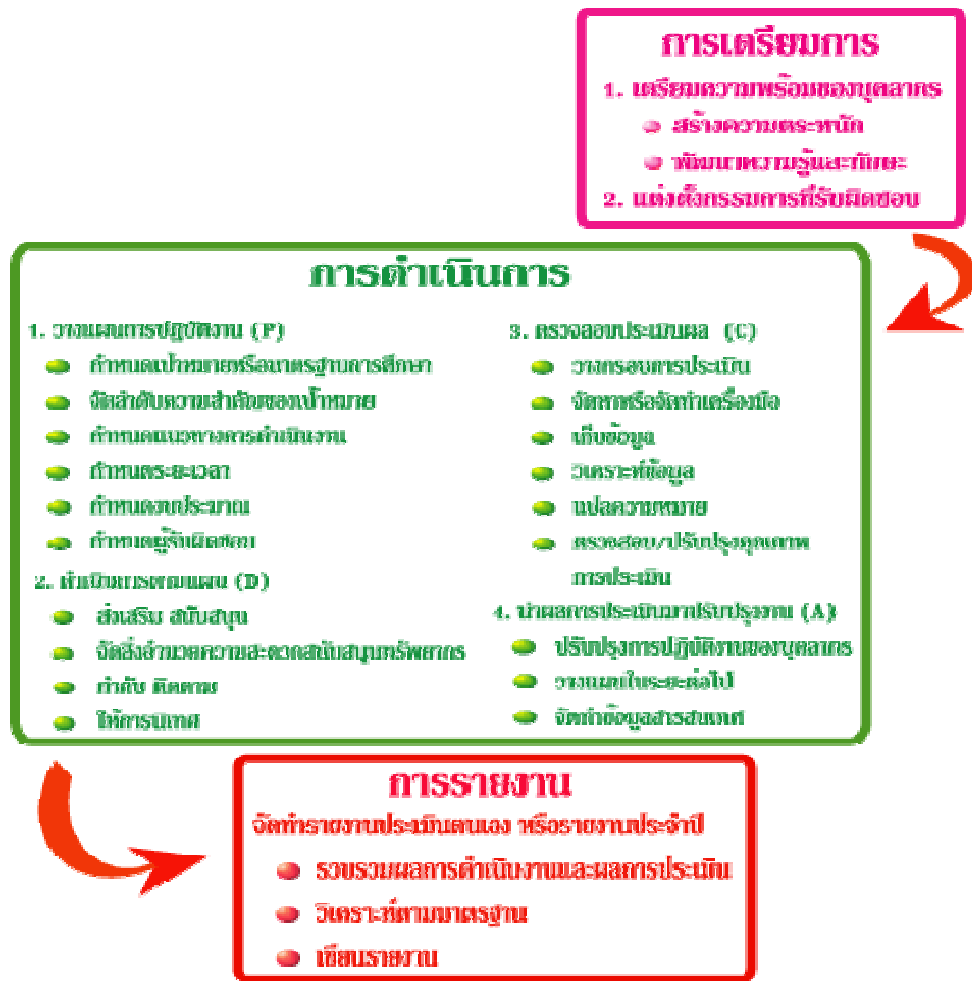 การเตรียมการ
1. เตรียมความพร้อมของบุคลากร
สร้างความตระหนัก
พัฒนาความรู้และทักษะ
2. แต่งตั้งกรรมการที่รับผิดชอบ
การดำเนินการ
1. วางแผนการปฏิบัติงาน (P)
กำหนดเป้าหมายหรือมาตรฐานการศึกษา
จัดลำดับความสำคัญของเป้าหมาย
กำหนดแนวทางการดำเนินงาน
กำหนดระยะเวลา
กำหนดงบประมาณ
กำหนดผู้รับผิดชอบ
2. ดำเนินการตามแผน (D)
ส่งเสริม สนับสนุน
จัดสิ่งอำนวยความสะดวกสนับสนุนทรัพยากร
กำกับ ติดตาม
ให้การนิเทศ
3. ตรวจสอบประเมินผล (C)
วางกรอบการประเมิน
จัดหาหรือจัดทำเครื่องมือ
เก็บข้อมูล
วิเคราะห์ข้อมูล
แปลความหมาย
ตรวจสอบ/ปรับปรุงคุณภาพ
การประเมิน
4. นำผลการประเมินมาปรับปรุงงาน (A)
ปรับปรุงการปฏิบัติงานของบุคลากร
วางแผนในระยะต่อไป
จัดทำข้อมูลสารสนเทศ
การรายงาน
จัดทำรายงานประเมินตนเอง หรือรายงานประจำปี
รวบรวมผลการดำเนินงานและผลการประเมิน
วิเคราะห์ตามมาตรฐาน
เขียนรายงาน